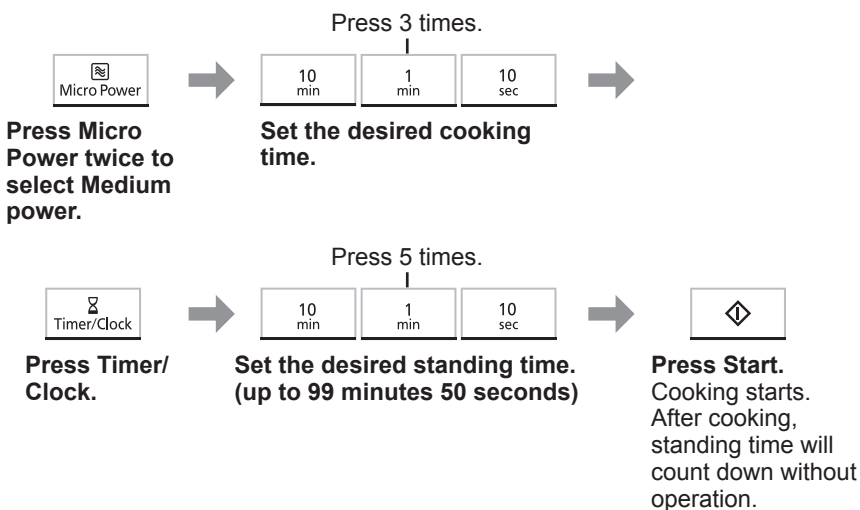 Press 3 times.
Micro Power
10 min
1 min
10 sec
Press Micro
Power twice to
select Medium
power.
Set the desired cooking
time.
Press 5 times.
Timer/Clock
10 min
1 min
10 sec
Press Timer/
Clock.
Set the desired standing time.
(up to 99 minutes 50 seconds)
Press Start.
Cooking starts.
After cooking,
standing time will
count down without
operation.